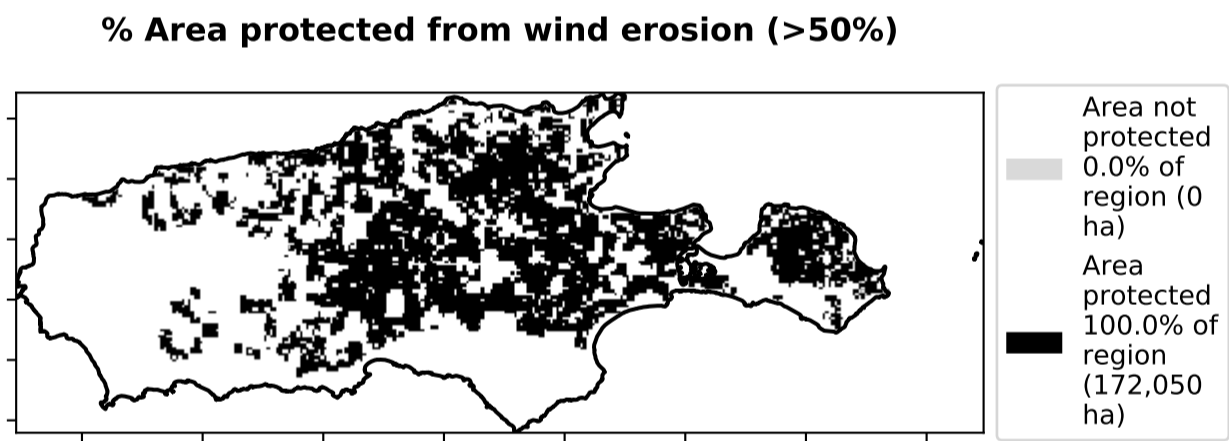 % Area protected from wind erosion (>50%)
Area not
protected
0.0% of
region (0
ha)
Area
protected
100.0% of
region
(172,050
ha)